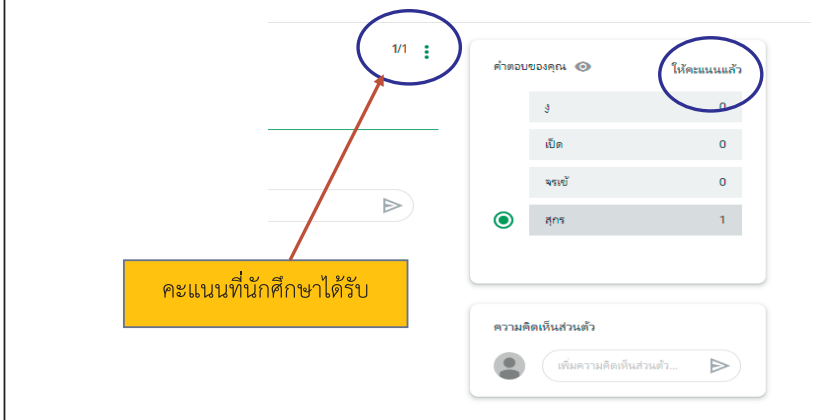 1/1
คำตอบของคุณ
ให้คะแนนแล้ว
งู 0
เป็ด 0
จรเข้ 0
สุกร 1
คะแนนที่นักศึกษาได้รับ
ความคิดเห็นส่วนตัว
เพิ่มความคิดเห็นส่วนตัว...